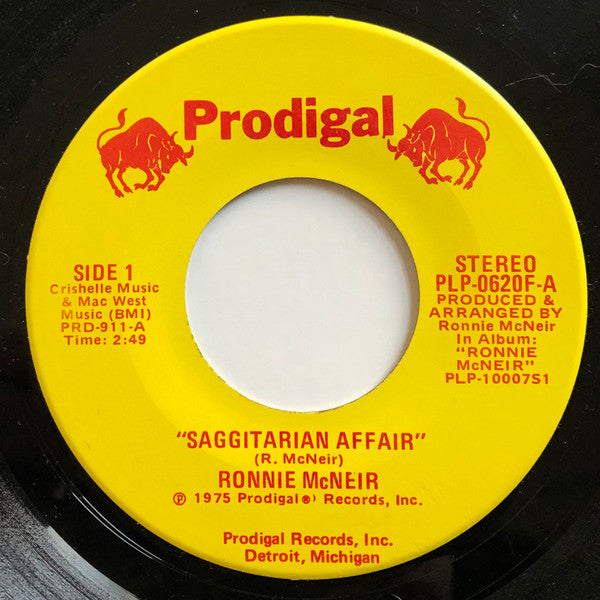 Prodigal
SIDE 1
Crishelle Music
& Mac West
Music (BMI)
PRD-911-A
Time: 2:49
STEREO
PLP-0620F-A
PRODUCED &
ARRANGED BY
Ronnie McNeir
In Album:
"RONNIE
McNEIR"
PLP-10007S1
"SAGGITARIAN AFFAIR"
(R. McNeir)
RONNIE McNEIR
℗ 1975 Prodigal® Records, Inc.
Prodigal Records, Inc.
Detroit, Michigan